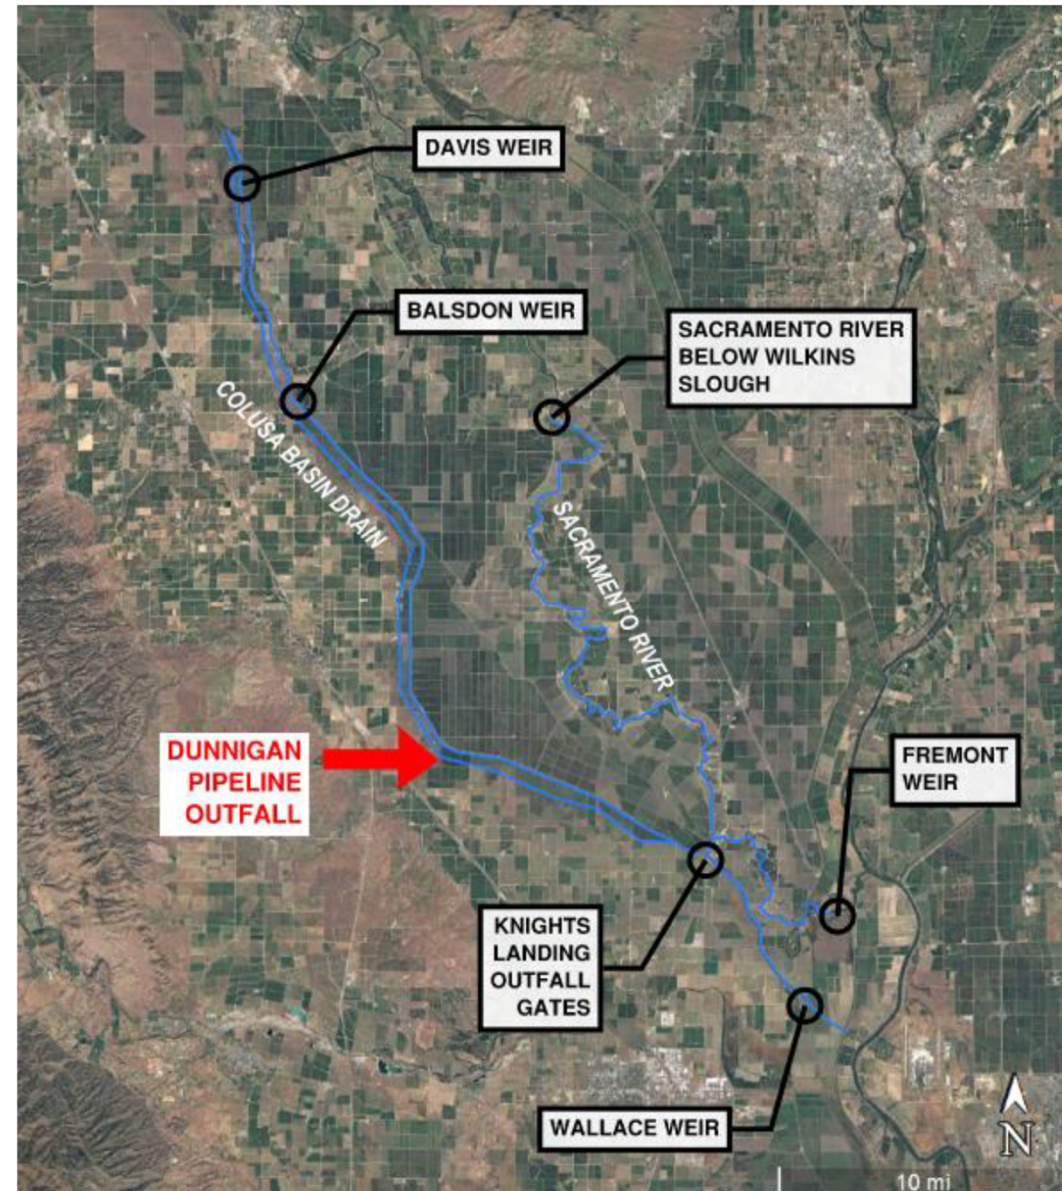 DAVIS WEIR
BALSDON WEIR
SACRAMENTO RIVER
BELOW WILKINS
SLOUGH
COLUSA BASIN DRAIN
SACRAMENTO RIVER
DUNNIGAN
PIPELINE
OUTFALL
FREMONT
WEIR
KNIGHTS
LANDING
OUTFALL
GATES
WALLACE WEIR
N
10 mi